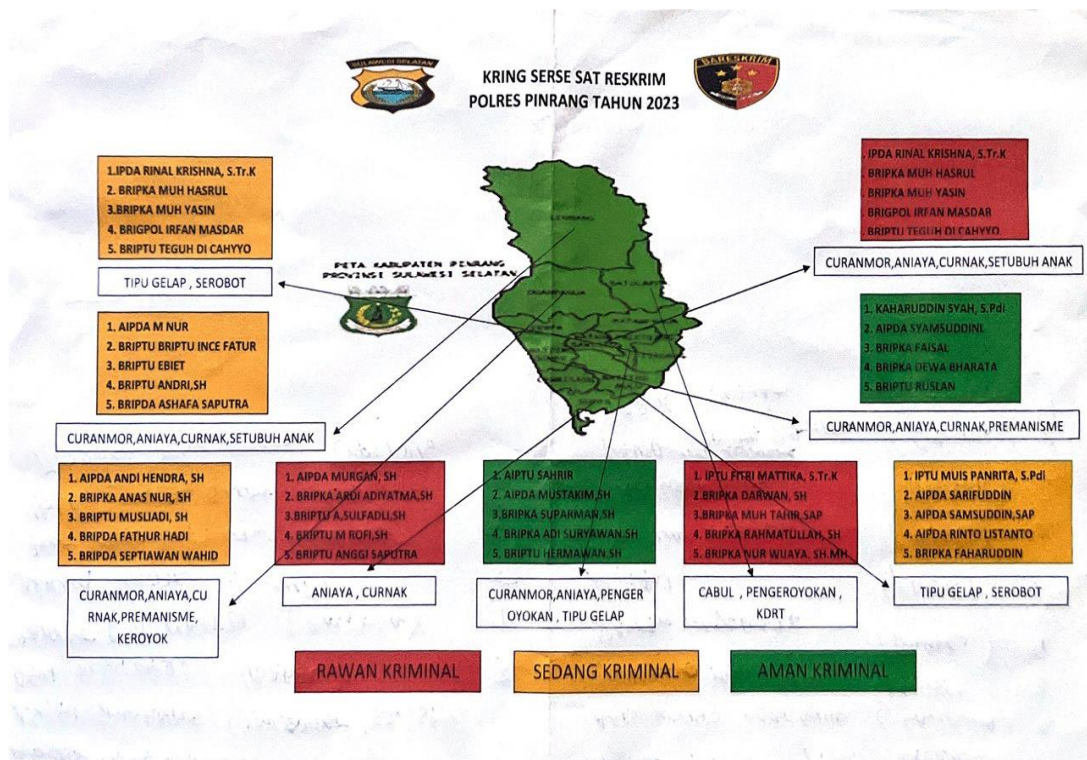 SULAWESI SELATAN
BARESKRIM
KRING SERSE SAT RESKRIM
POLRES PINRANG TAHUN 2023
1.IPDA RINAL KRISHNA, S.Tr.K
2. BRIPKA MUH HASRUL
3.BRIPKA MUH YASIN
4. BRIGPOL IRFAN MASDAR
5. BRIPTU TEGUH DI CAHYYO
TIPU GELAP , SEROBOT
. IPDA RINAL KRISHNA, S.Tr.K
. BRIPKA MUH HASRUL
. BRIPKA MUH YASIN
. BRIGPOL IRFAN MASDAR
. BRIPTU TEGUH DI CAHYYO
CURANMOR,ANIAYA,CURNAK,SETUBUH ANAK
PETA KABUPATEN PINRANG
PROVINSI SULAWESI SELATAN
LEMBANG
DUAMPANUA
1. AIPDA M NUR
2. BRIPTU BRIPTU INCE FATUR
3. BRIPTU EBIET
4. BRIPTU ANDRI,SH
5. BRIPDA ASHAFA SAPUTRA
CURANMOR,ANIAYA,CURNAK,SETUBUH ANAK
1. KAHARUDDIN SYAH, S.Pdi
2. AIPDA SYAMSUDDINL
3. BRIPKA FAISAL
4. BRIPKA DEWA BHARATA
5. BRIPTU RUSLAN
CURANMOR,ANIAYA,CURNAK,PREMANISME
1. AIPDA ANDI HENDRA, SH
2. BRIPKA ANAS NUR, SH
3. BRIPTU MUSLIADI, SH
4. BRIPDA FATHUR HADI
5. BRIPDA SEPTIAWAN WAHID
CURANMOR,ANIAYA,CU
RNAK,PREMANISME,
KEROYOK
1. AIPDA MURGAN, SH
2. BRIPKA ARDI ADIYATMA,SH
3.BRIPTU A.SULFADLI,SH
4. BRIPTU M ROFI,SH
5. BRIPTU ANGGI SAPUTRA
ANIAYA , CURNAK
1. AIPTU SAHRIR
2. AIPDA MUSTAKIM,SH
3.BRIPKA SUPARMAN,SH
4. BRIPKA ADI SURYAWAN,SH
5. BRIPTU HERMAWAN,SH
CURANMOR,ANIAYA,PENGER
OYOKAN , TIPU GELAP
1. IPTU FITRI MATTIKA, S.Tr.K
2.BRIPKA DARWAN, SH
3.BRIPKA MUH TAHIR,SAP
4. BRIPKA RAHMATULLAH, SH
5. BRIPKA NUR WIJAYA, SH.MH
CABUL , PENGEROYOKAN ,
KDRT
1. IPTU MUIS PANRITA, S.Pdi
2. AIPDA SARIFUDDIN
3. AIPDA SAMSUDDIN,SAP
4. AIPDA RINTO LISTANTO
5. BRIPKA FAHARUDDIN
TIPU GELAP , SEROBOT
RAWAN KRIMINAL
SEDANG KRIMINAL
AMAN KRIMINAL